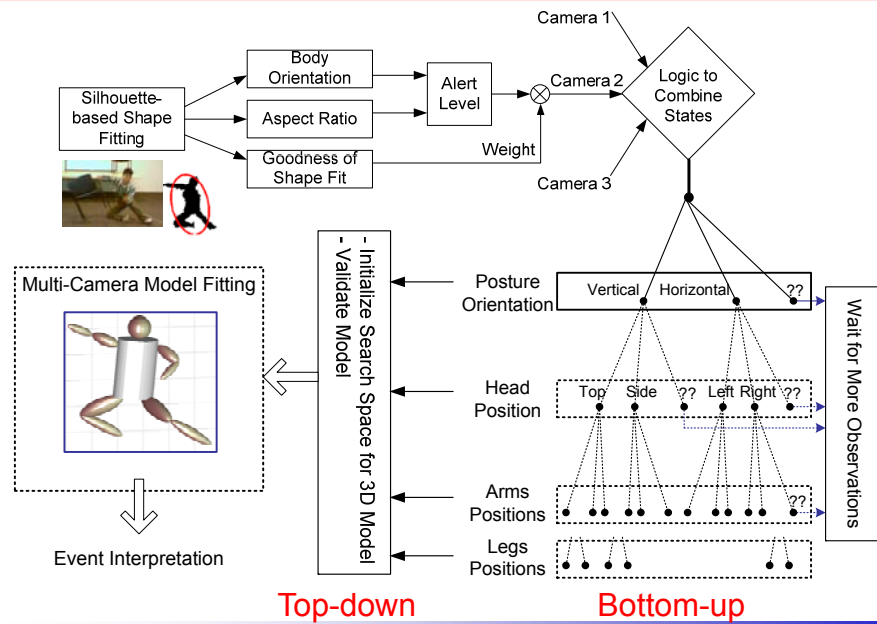 Silhouette-
based Shape
Fitting
Body
Orientation
Aspect Ratio
Goodness of
Shape Fit
Alert
Level
Weight
Camera 1
Camera 2
Camera 3
Logic to
Combine
States
Posture
Orientation
Vertical
Horizontal
??
Head
Position
Top
Side
??
Left
Right
??
Arms
Positions
??
Legs
Positions
Wait for More Observations
- Initialize Search Space for 3D Model
- Validate Model
Multi-Camera Model Fitting
Event Interpretation
Top-down
Bottom-up